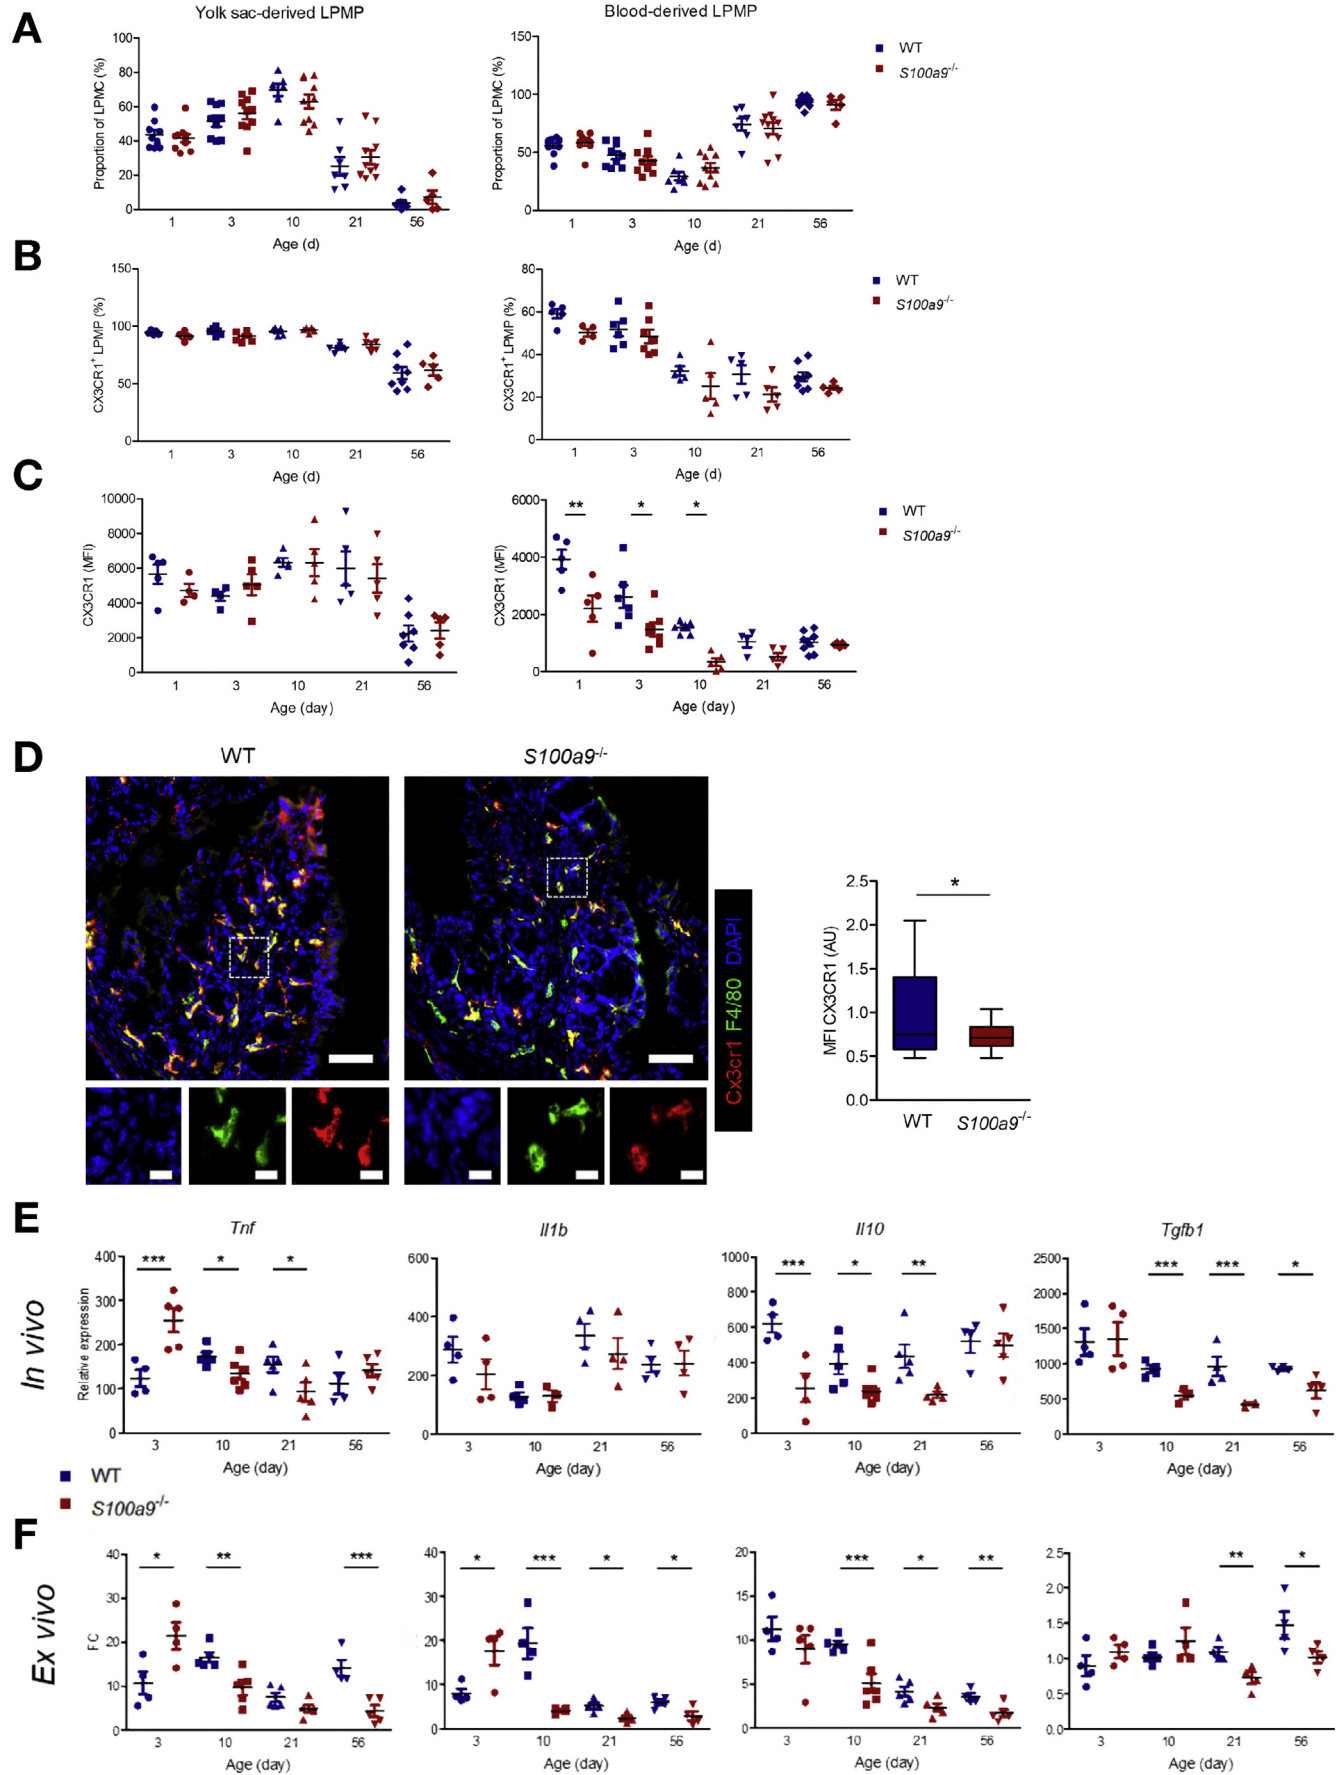 A
Yolk sac-derived LPMP
Blood-derived LPMP
Proportion of LPMC (%)
100
80
60
40
20
0
1 3 10 21 56
Age (d)
Proportion of LPMC (%)
150
100
50
0
1 3 10 21 56
Age (d)
WT
S100a9-/-
B
CX3CR1+ LPMP (%)
150
100
50
0
1 3 10 21 56
Age (d)
CX3CR1+ LPMP (%)
80
60
40
20
0
1 3 10 21 56
Age (d)
WT
S100a9-/-
C
CX3CR1 (MFI)
10000
8000
6000
4000
2000
0
1 3 10 21 56
Age (day)
CX3CR1 (MFI)
6000
4000
2000
0
** * *
1 3 10 21 56
Age (day)
WT
S100a9-/-
D
WT
S100a9-/-
Cx3cr1 F4/80 DAPI
MFI CX3CR1 (AU)
2.5
2.0
1.5
1.0
0.5
0.0
*
WT S100a9-/-
E
In vivo
Tnf
Relative expression
400
300
200
100
0
*** * *
3 10 21 56
Age (day)
Il1b
600
400
200
0
3 10 21 56
Age (day)
Il10
1000
800
600
400
200
0
*** * **
3 10 21 56
Age (day)
Tgfb1
2500
2000
1500
1000
500
0
*** *** *
3 10 21 56
Age (day)
WT
S100a9-/-
F
Ex vivo
FC
40
30
20
10
0
* ** ***
3 10 21 56
Age (day)
40
30
20
10
0
* *** * *
3 10 21 56
Age (day)
20
15
10
5
0
*** * **
3 10 21 56
Age (day)
2.5
2.0
1.5
1.0
0.5
0.0
** *
3 10 21 56
Age (day)